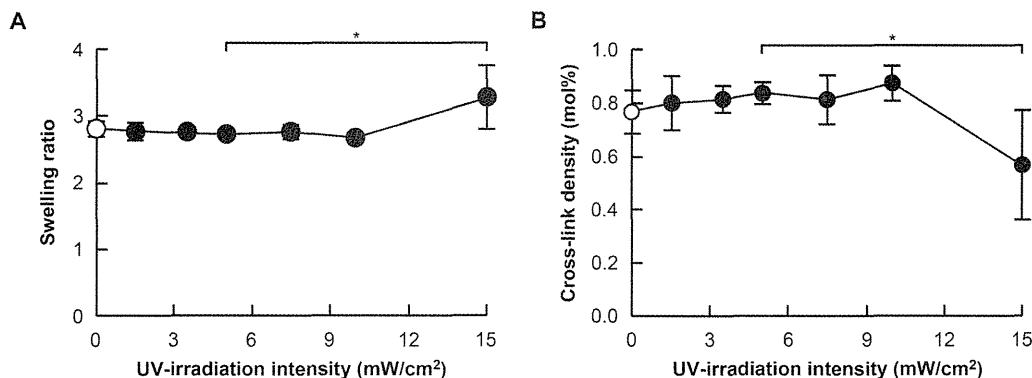 A
*
4
3
2
1
0
Swelling ratio
0 3 6 9 12 15
UV-irradiation intensity (mW/cm²)
B
*
1.0
0.8
0.6
0.4
0.2
0.0
Cross-link density (mol%)
0 3 6 9 12 15
UV-irradiation intensity (mW/cm²)